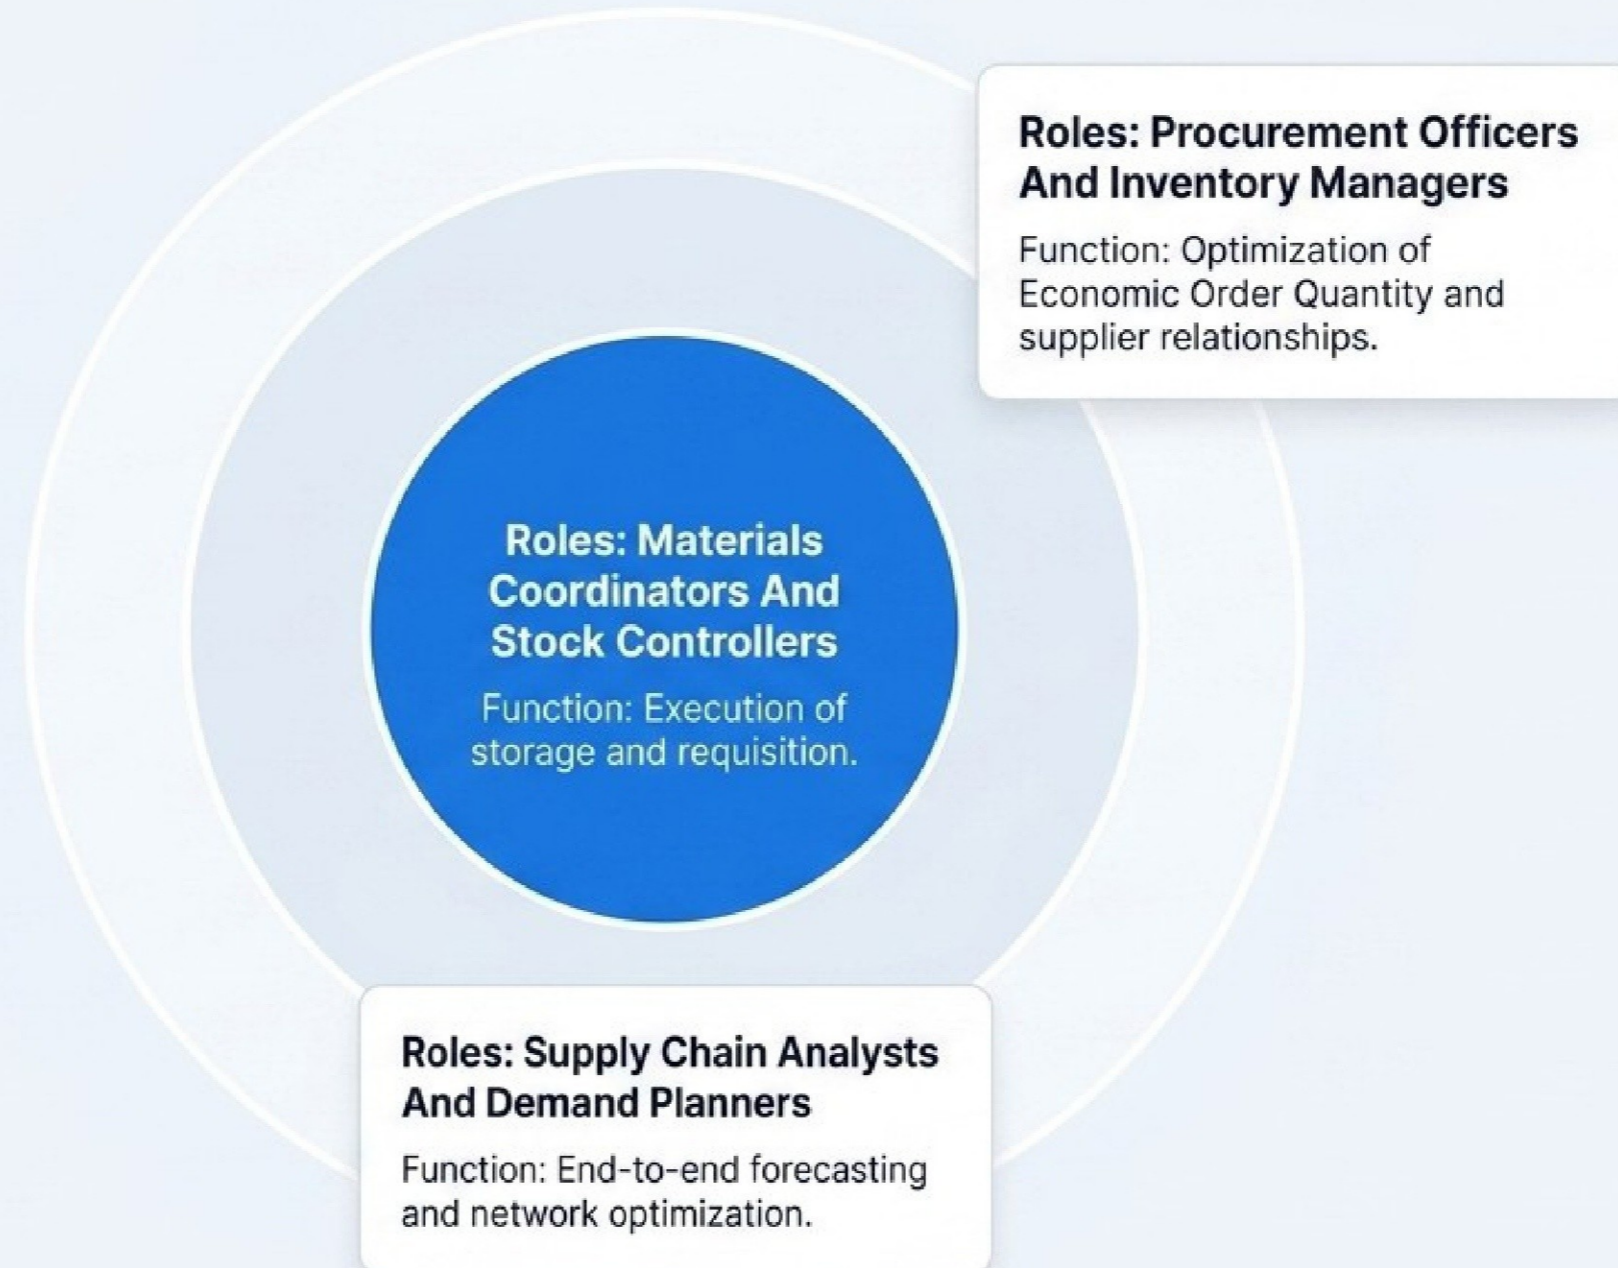 Roles: Procurement Officers
And Inventory Managers
Function: Optimization of
Economic Order Quantity and
supplier relationships.
Roles: Materials
Coordinators And
Stock Controllers
Function: Execution of
storage and requisition.
Roles: Supply Chain Analysts
And Demand Planners
Function: End-to-end forecasting
and network optimization.